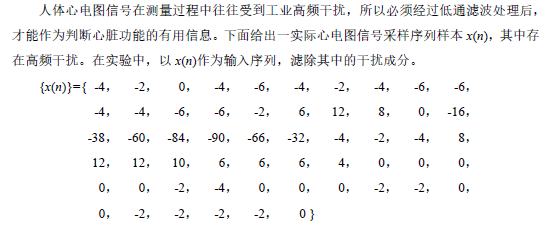 人体心电图信号在测量过程中往往受到工业高频干扰，所以必须经过低通滤波处理后，
才能作为判断心脏功能的有用信息。下面给出一实际心电图信号采样序列样本 x(n)，其中存
在高频干扰。在实验中，以 x(n)作为输入序列，滤除其中的干扰成分。
{x(n)}={ -4， -2， 0， -4， -6， -4， -2， -4， -6， -6，
-4， -4， -6， -6， -2， 6， 12， 8， 0， -16，
-38， -60， -84， -90， -66， -32， -4， -2， -4， 8，
12， 12， 10， 6， 6， 6， 4， 0， 0， 0，
0， 0， -2， -4， 0， 0， 0， -2， -2， 0，
0， -2， -2， -2， -2， 0 }